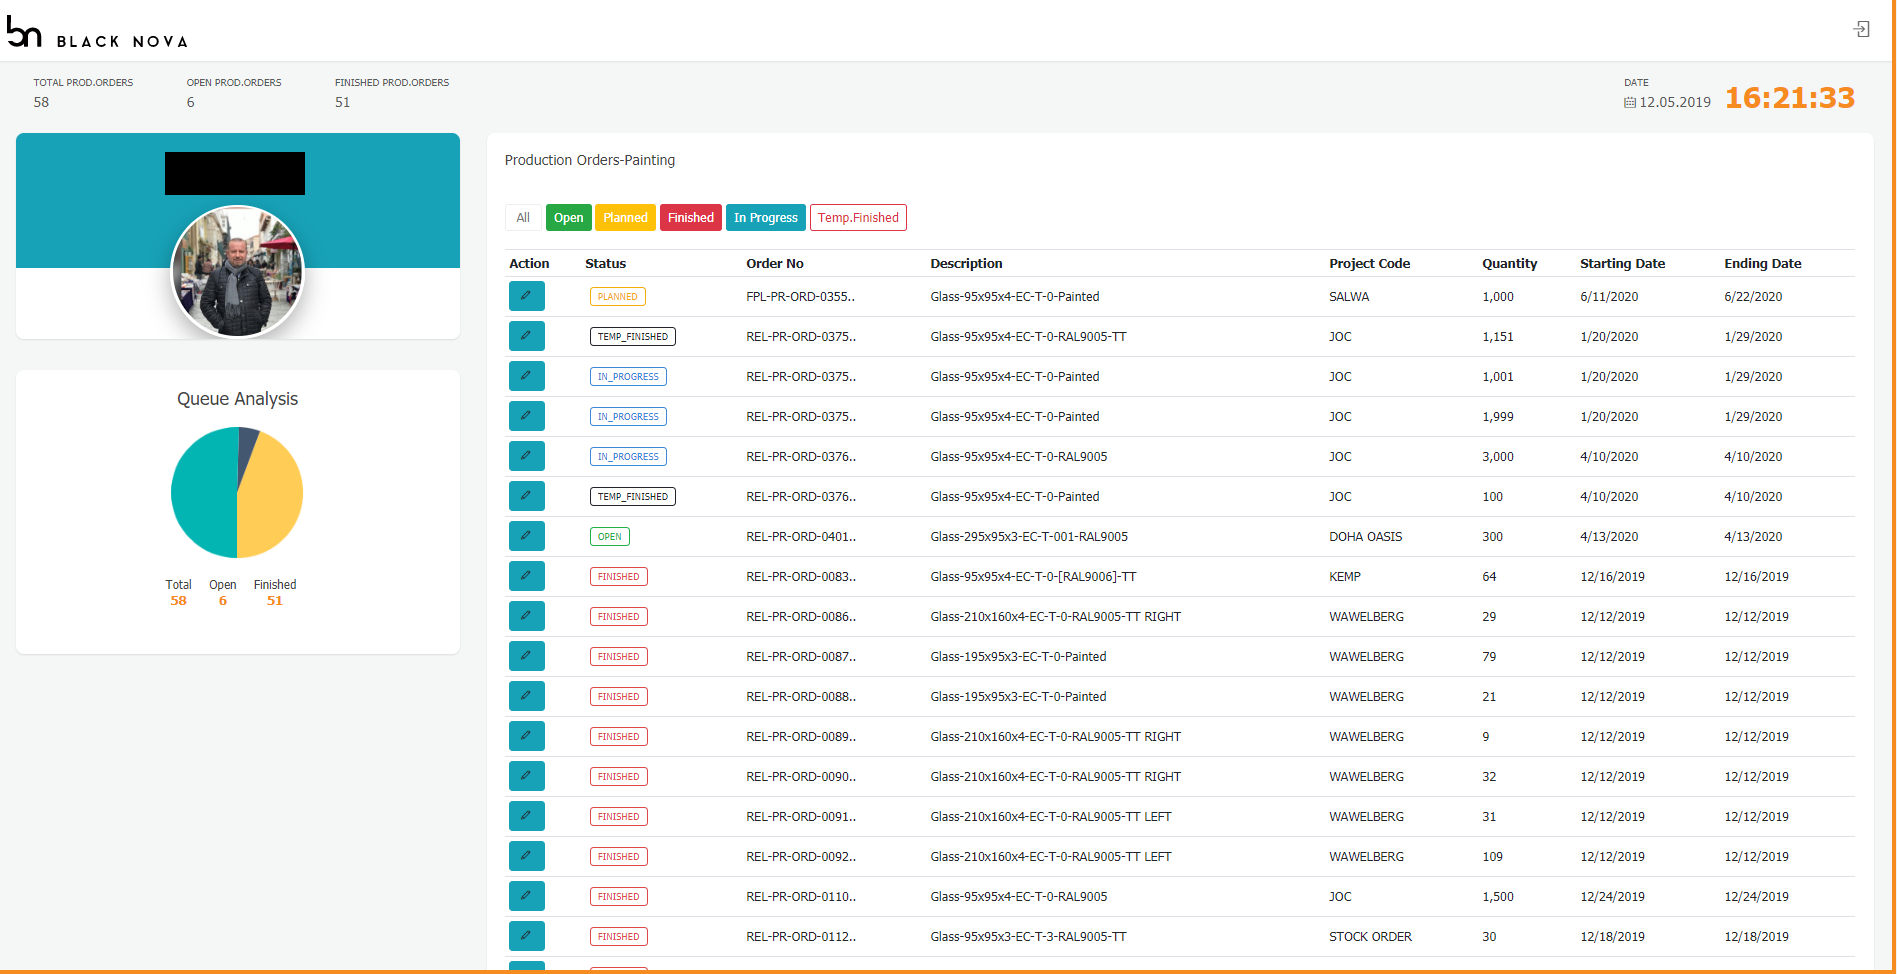 bn BLACK NOVA
TOTAL PROD.ORDERS OPEN PROD.ORDERS FINISHED PROD.ORDERS DATE
58 6 51 12.05.2019 16:21:33
Production Orders-Painting
All Open Planned Finished In Progress Temp.Finished
Action Status Order No Description Project Code Quantity Starting Date Ending Date
PLANNED FPL-PR-ORD-0355.. Glass-95x95x4-EC-T-0-Painted SALWA 1,000 6/11/2020 6/22/2020
TEMP_FINISHED REL-PR-ORD-0375.. Glass-95x95x4-EC-T-0-RAL9005-TT JOC 1,151 1/20/2020 1/29/2020
IN_PROGRESS REL-PR-ORD-0375.. Glass-95x95x4-EC-T-0-Painted JOC 1,001 1/20/2020 1/29/2020
IN_PROGRESS REL-PR-ORD-0375.. Glass-95x95x4-EC-T-0-Painted JOC 1,999 1/20/2020 1/29/2020
IN_PROGRESS REL-PR-ORD-0376.. Glass-95x95x4-EC-T-0-RAL9005 JOC 3,000 4/10/2020 4/10/2020
TEMP_FINISHED REL-PR-ORD-0376.. Glass-95x95x4-EC-T-0-Painted JOC 100 4/10/2020 4/10/2020
OPEN REL-PR-ORD-0401.. Glass-295x95x3-EC-T-001-RAL9005 DOHA OASIS 300 4/13/2020 4/13/2020
FINISHED REL-PR-ORD-0083.. Glass-95x95x4-EC-T-0-[RAL9006]-TT KEMP 64 12/16/2019 12/16/2019
FINISHED REL-PR-ORD-0086.. Glass-210x160x4-EC-T-0-RAL9005-TT RIGHT WAWELBERG 29 12/12/2019 12/12/2019
FINISHED REL-PR-ORD-0087.. Glass-195x95x3-EC-T-0-Painted WAWELBERG 79 12/12/2019 12/12/2019
FINISHED REL-PR-ORD-0088.. Glass-195x95x3-EC-T-0-Painted WAWELBERG 21 12/12/2019 12/12/2019
FINISHED REL-PR-ORD-0089.. Glass-210x160x4-EC-T-0-RAL9005-TT RIGHT WAWELBERG 9 12/12/2019 12/12/2019
FINISHED REL-PR-ORD-0090.. Glass-210x160x4-EC-T-0-RAL9005-TT RIGHT WAWELBERG 32 12/12/2019 12/12/2019
FINISHED REL-PR-ORD-0091.. Glass-210x160x4-EC-T-0-RAL9005-TT LEFT WAWELBERG 31 12/12/2019 12/12/2019
FINISHED REL-PR-ORD-0092.. Glass-210x160x4-EC-T-0-RAL9005-TT LEFT WAWELBERG 109 12/12/2019 12/12/2019
FINISHED REL-PR-ORD-0110.. Glass-95x95x4-EC-T-0-RAL9005 JOC 1,500 12/24/2019 12/24/2019
FINISHED REL-PR-ORD-0112.. Glass-95x95x3-EC-T-3-RAL9005-TT STOCK ORDER 30 12/18/2019 12/18/2019
Queue Analysis
Total Open Finished
58 6 51